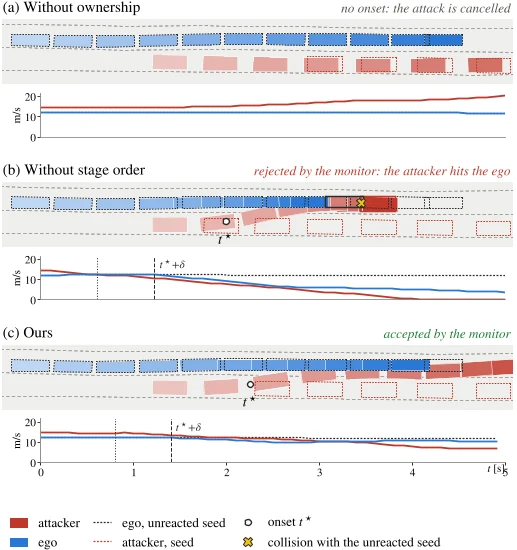 (a) Without ownership
no onset: the attack is cancelled
20
10
0
m/s
(b) Without stage order
rejected by the monitor: the attacker hits the ego
t⋆
20
10
0
m/s
t⋆+δ
(c) Ours
accepted by the monitor
t⋆
20
10
0
m/s
t⋆+δ
0 1 2 3 4 5
t [s]
attacker
ego, unreacted seed
onset t⋆
ego
attacker, seed
collision with the unreacted seed